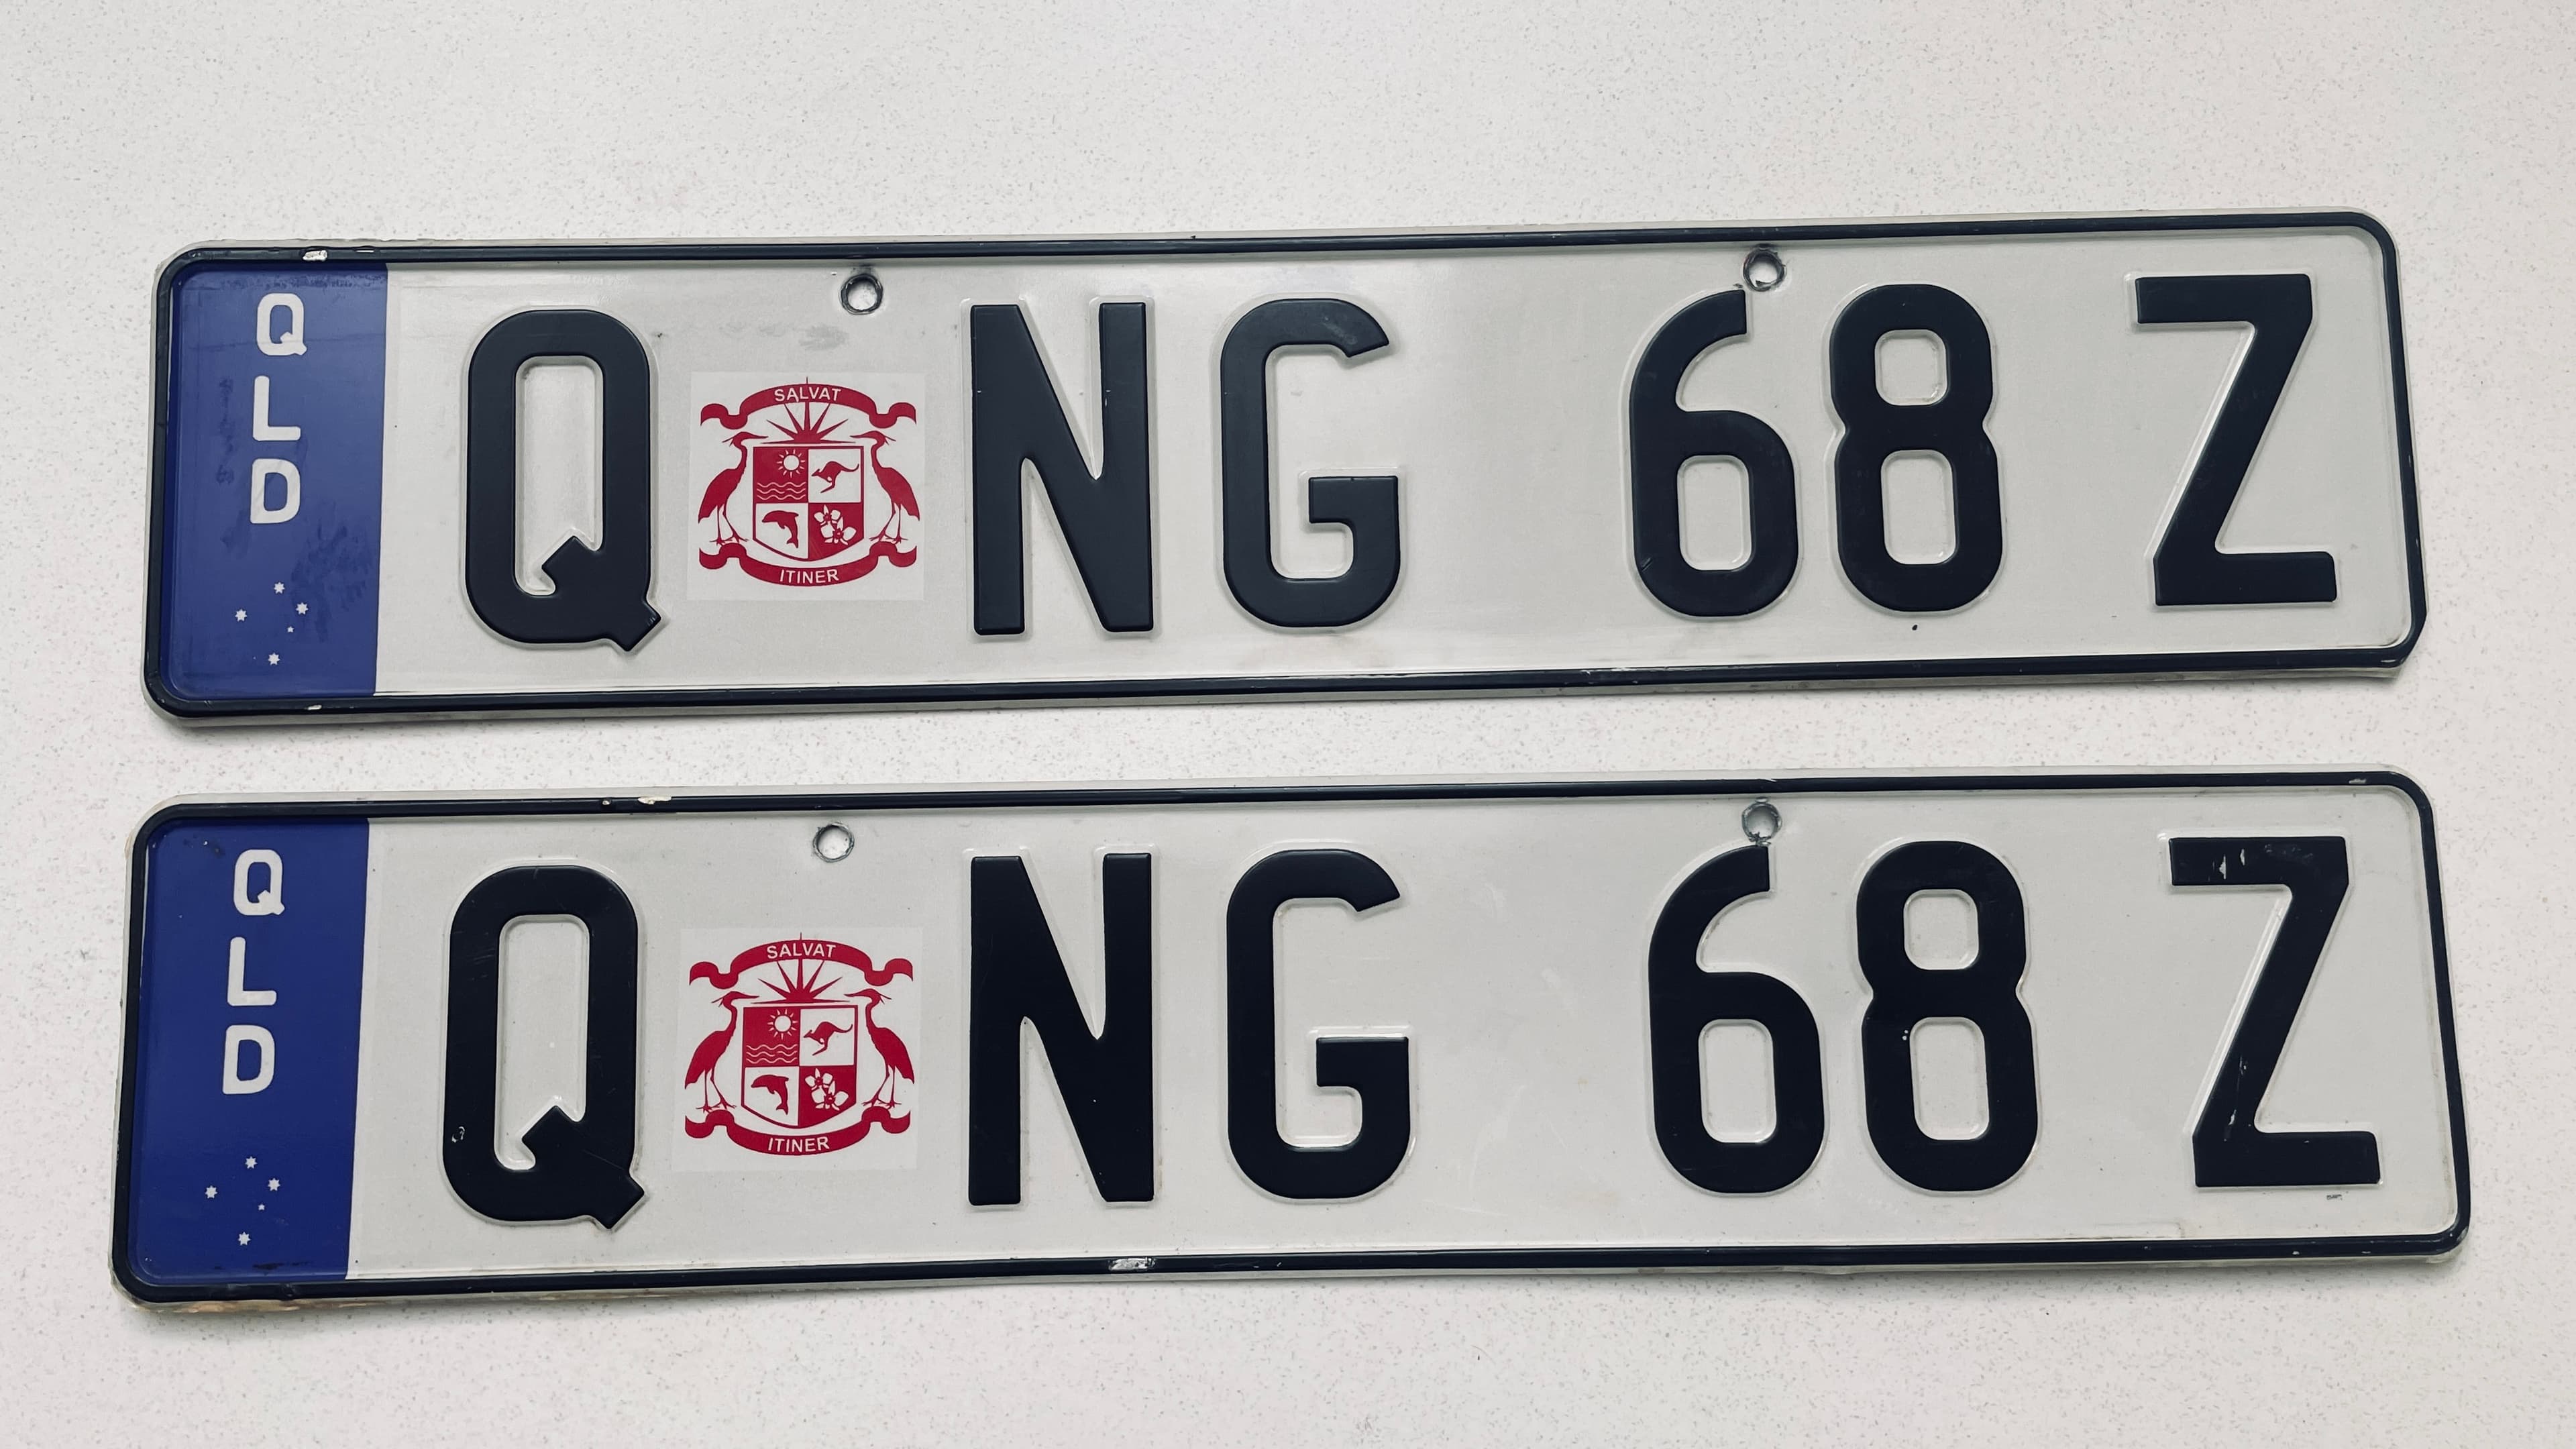 QLD
Q NG 68 Z
SALVAT
ITINER
QLD
Q NG 68 Z
SALVAT
ITINER